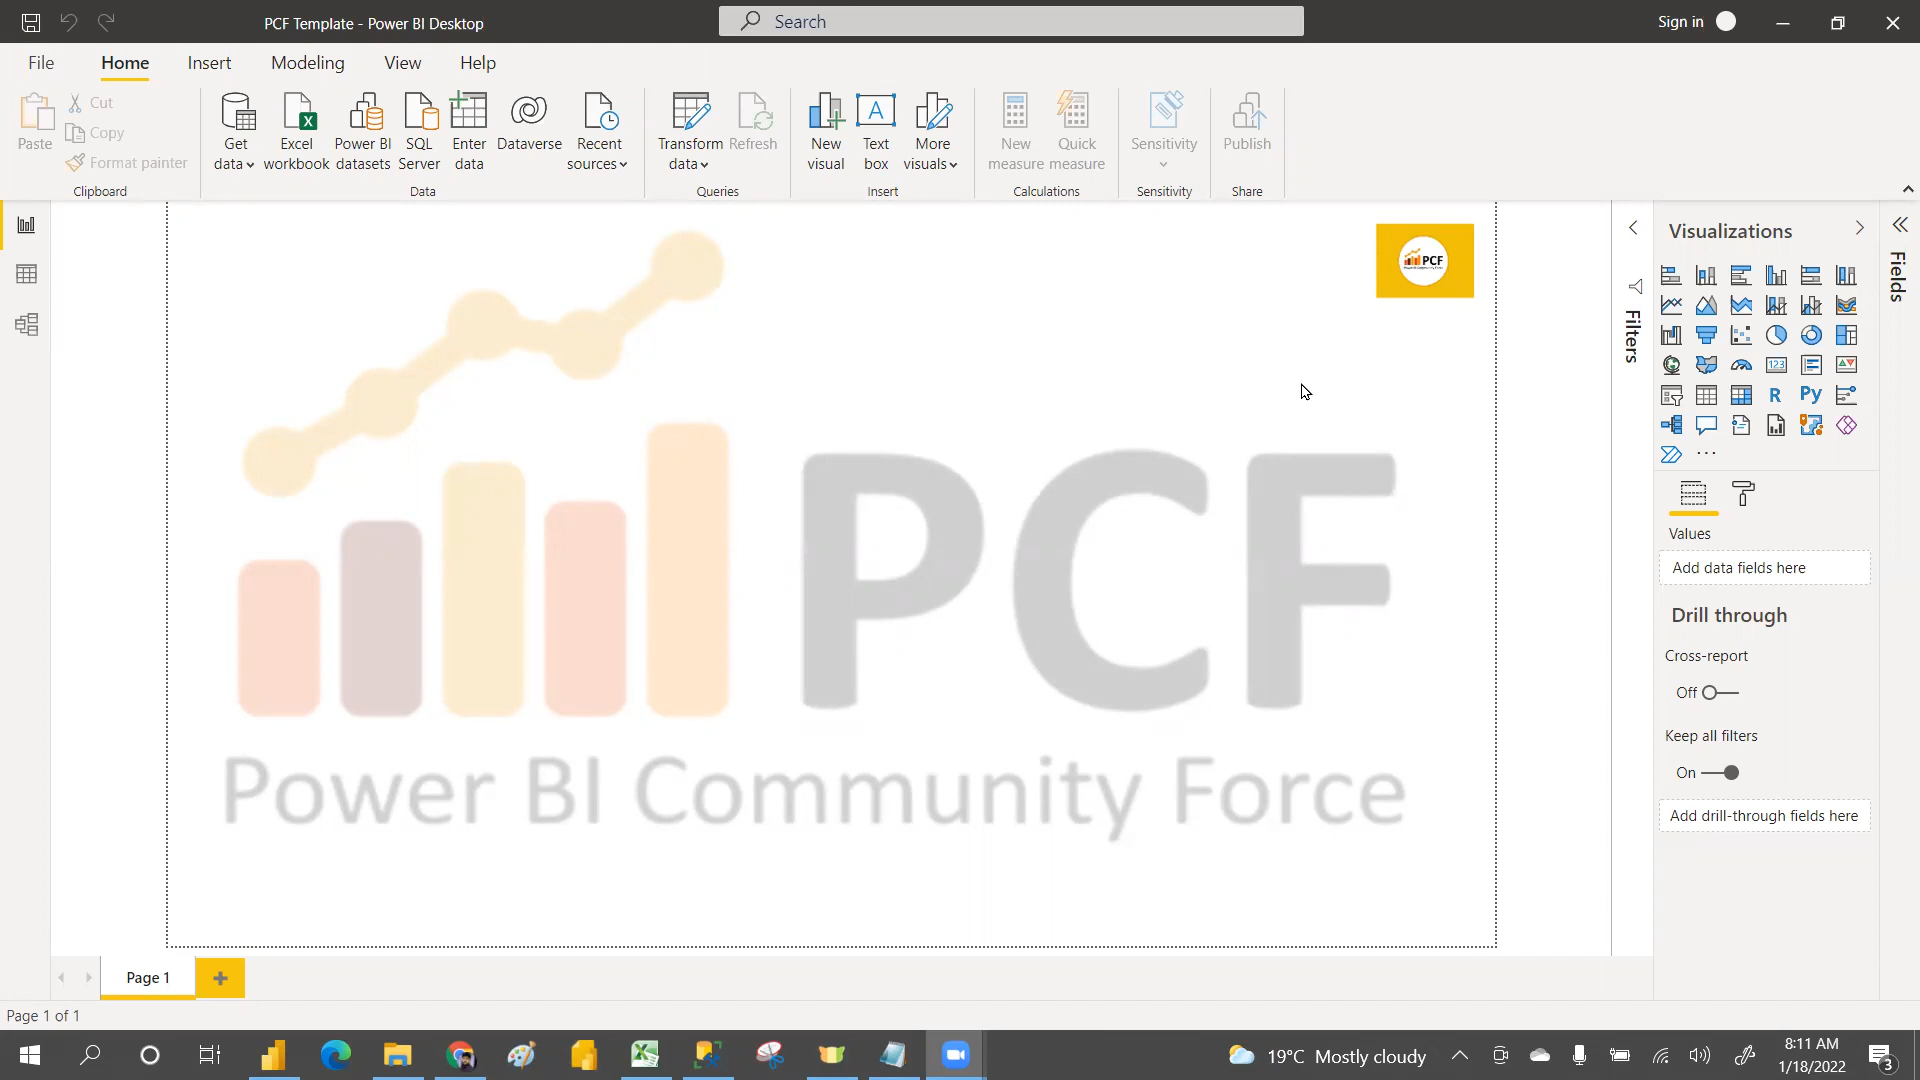 PCF Template - Power BI Desktop
Search
Sign in
File
Home
Insert
Modeling
View
Help
Paste
Cut
Copy
Format painter
Clipboard
Get data
Excel workbook
Power BI datasets
SQL Server
Enter data
Dataverse
Recent sources
Data
Transform data
Refresh
Queries
New visual
Text box
More visuals
Insert
New measure
Quick measure
Calculations
Sensitivity
Sensitivity
Publish
Share
PCF
PCF
Power BI Community Force
Filters
Visualizations
123
R
Py
Values
Add data fields here
Drill through
Cross-report
Off
Keep all filters
On
Add drill-through fields here
Fields
Page 1
Page 1 of 1
19°C Mostly cloudy
8:11 AM
1/18/2022
3